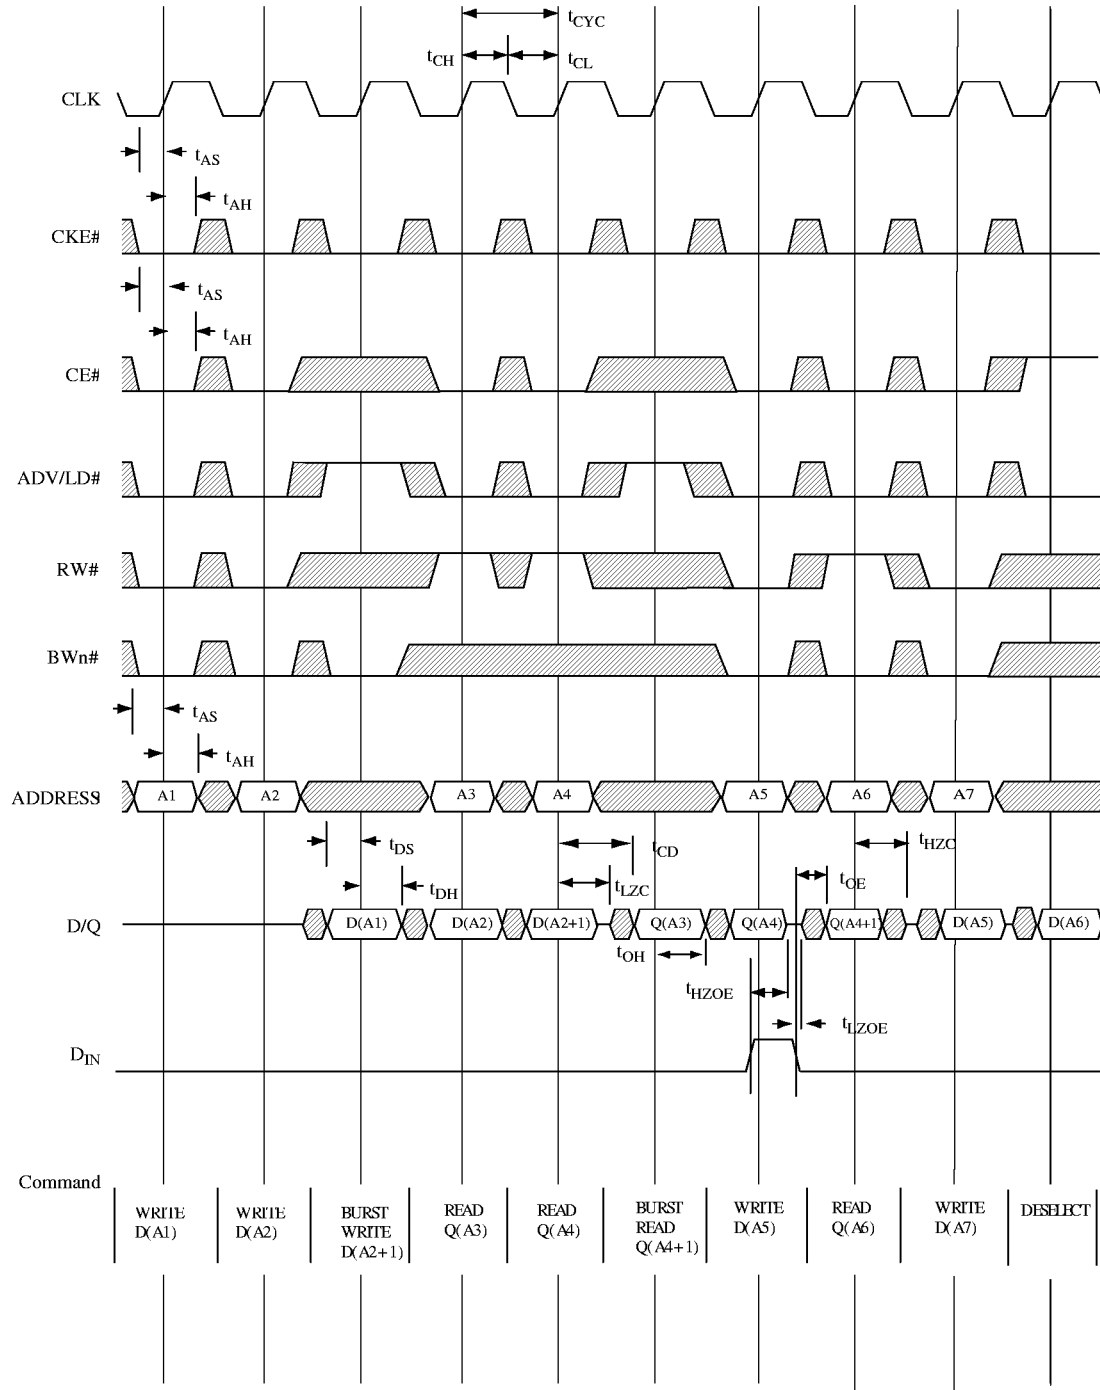 tCYC
tCH
tCL
CLK
tAS
tAH
CKE#
tAS
tAH
CE#
ADV/LD#
RW#
BWn#
tAS
tAH
ADDRESS
A1
A2
A3
A4
A5
A6
A7
tDS
tCD
tHZC
tDH
tLZC
tOE
D/Q
D(A1)
D(A2)
D(A2+1)
Q(A3)
Q(A4)
Q(A4+1)
D(A5)
D(A6)
tOH
tHZOE
tLZOE
DIN
Command
WRITE
D(A1)
WRITE
D(A2)
BURST
WRITE
D(A2+1)
READ
Q(A3)
READ
Q(A4)
BURST
READ
Q(A4+1)
WRITE
D(A5)
READ
Q(A6)
WRITE
D(A7)
DESELECT